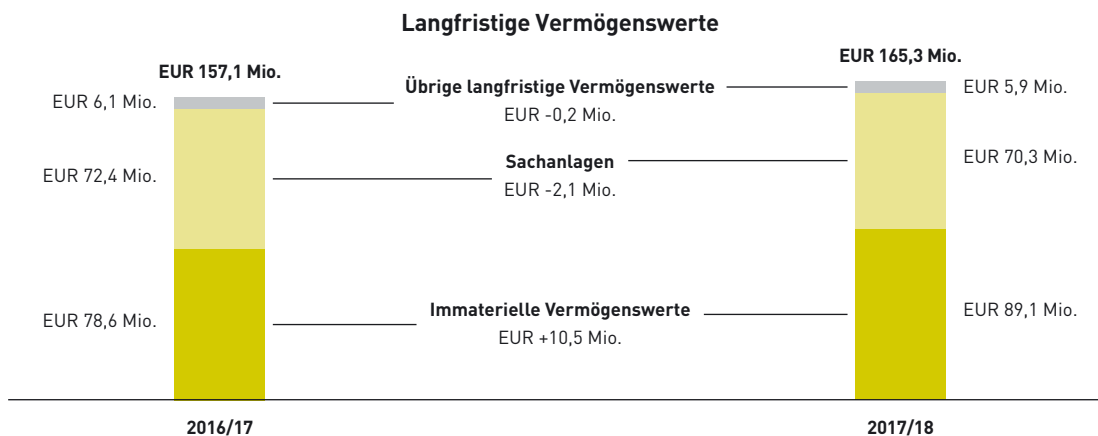 Langfristige Vermögenswerte
EUR 157,1 Mio.
EUR 165,3 Mio.
EUR 6,1 Mio.
Übrige langfristige Vermögenswerte
EUR -0,2 Mio.
EUR 5,9 Mio.
EUR 72,4 Mio.
Sachanlagen
EUR -2,1 Mio.
EUR 70,3 Mio.
EUR 78,6 Mio.
Immaterielle Vermögenswerte
EUR +10,5 Mio.
EUR 89,1 Mio.
2016/17
2017/18